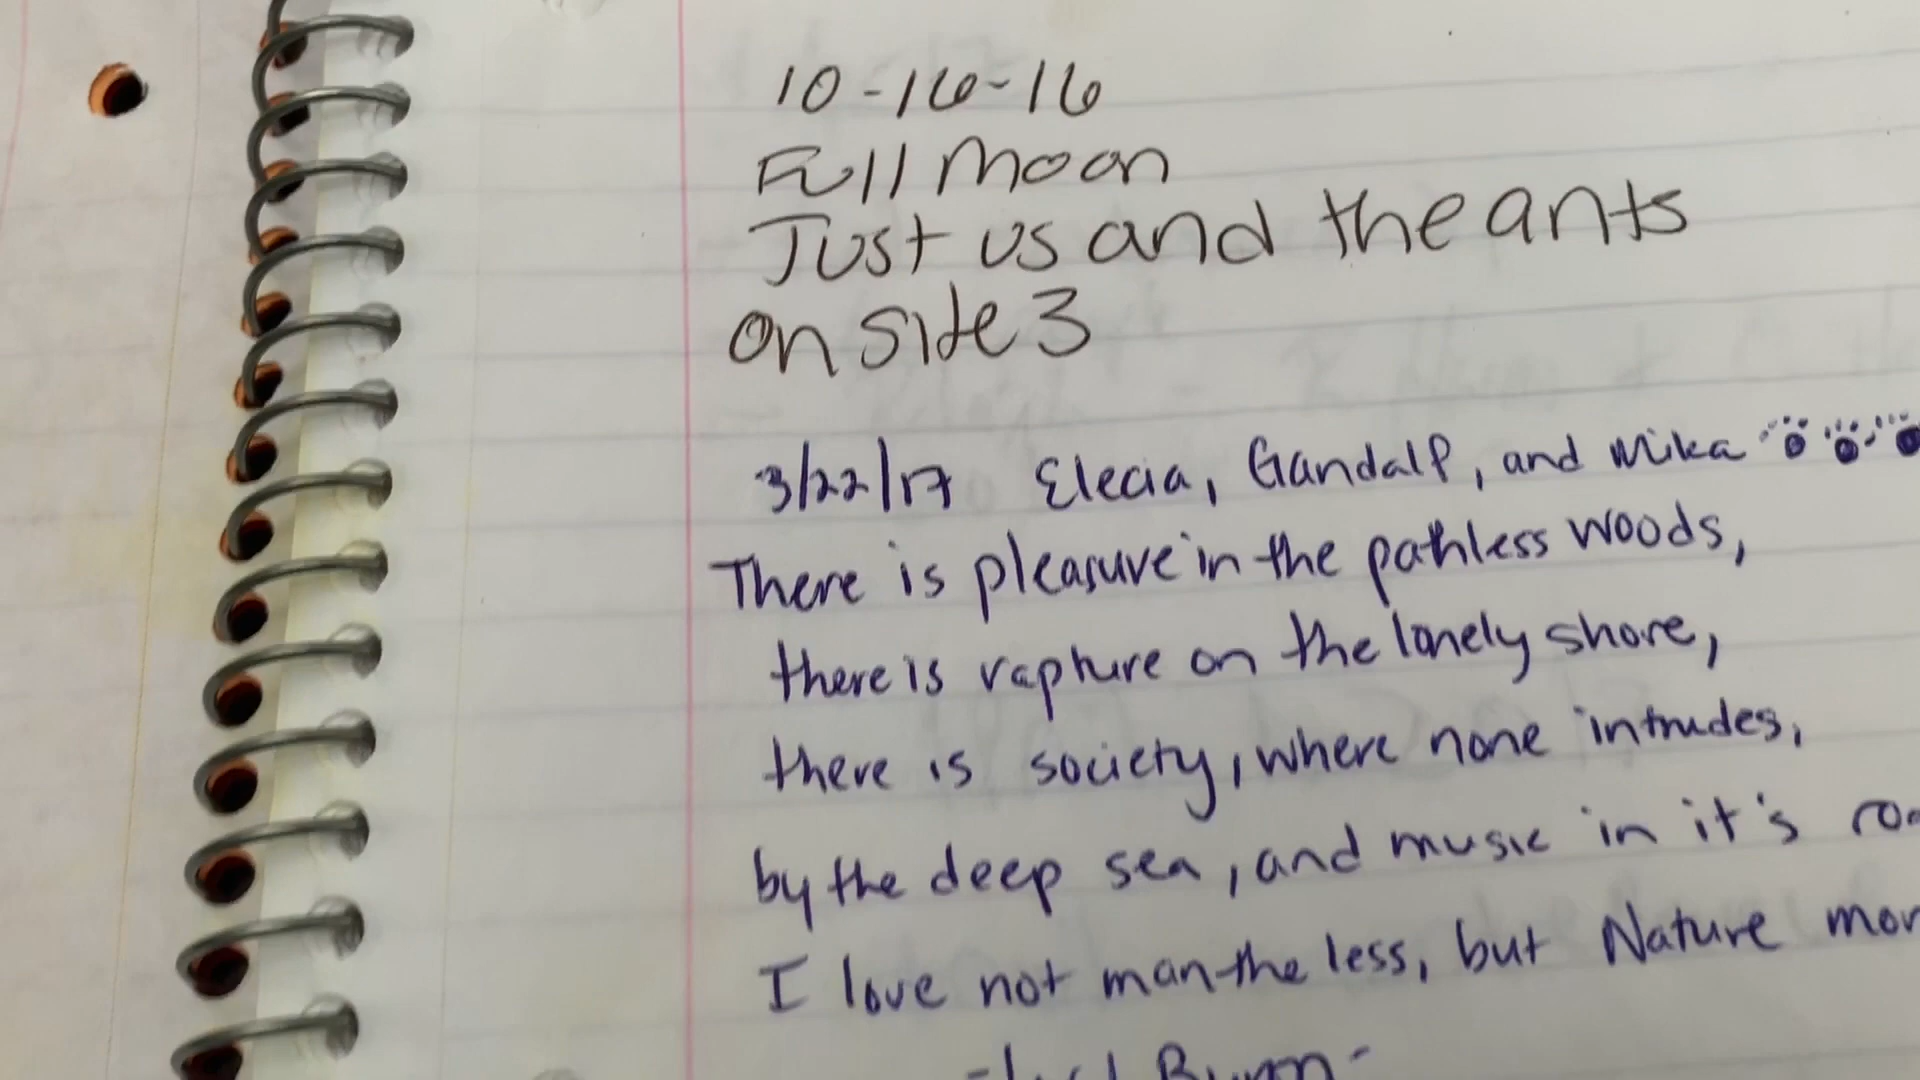 10-16-16
Full Moon
Just us and the ants
on Site 3
3/22/17 Elecia, Gandalf, and Mika
There is pleasure in the pathless woods,
there is rapture on the lonely shore,
there is society, where none intrudes,
by the deep sea, and music in it's
I love not man the less, but Nature